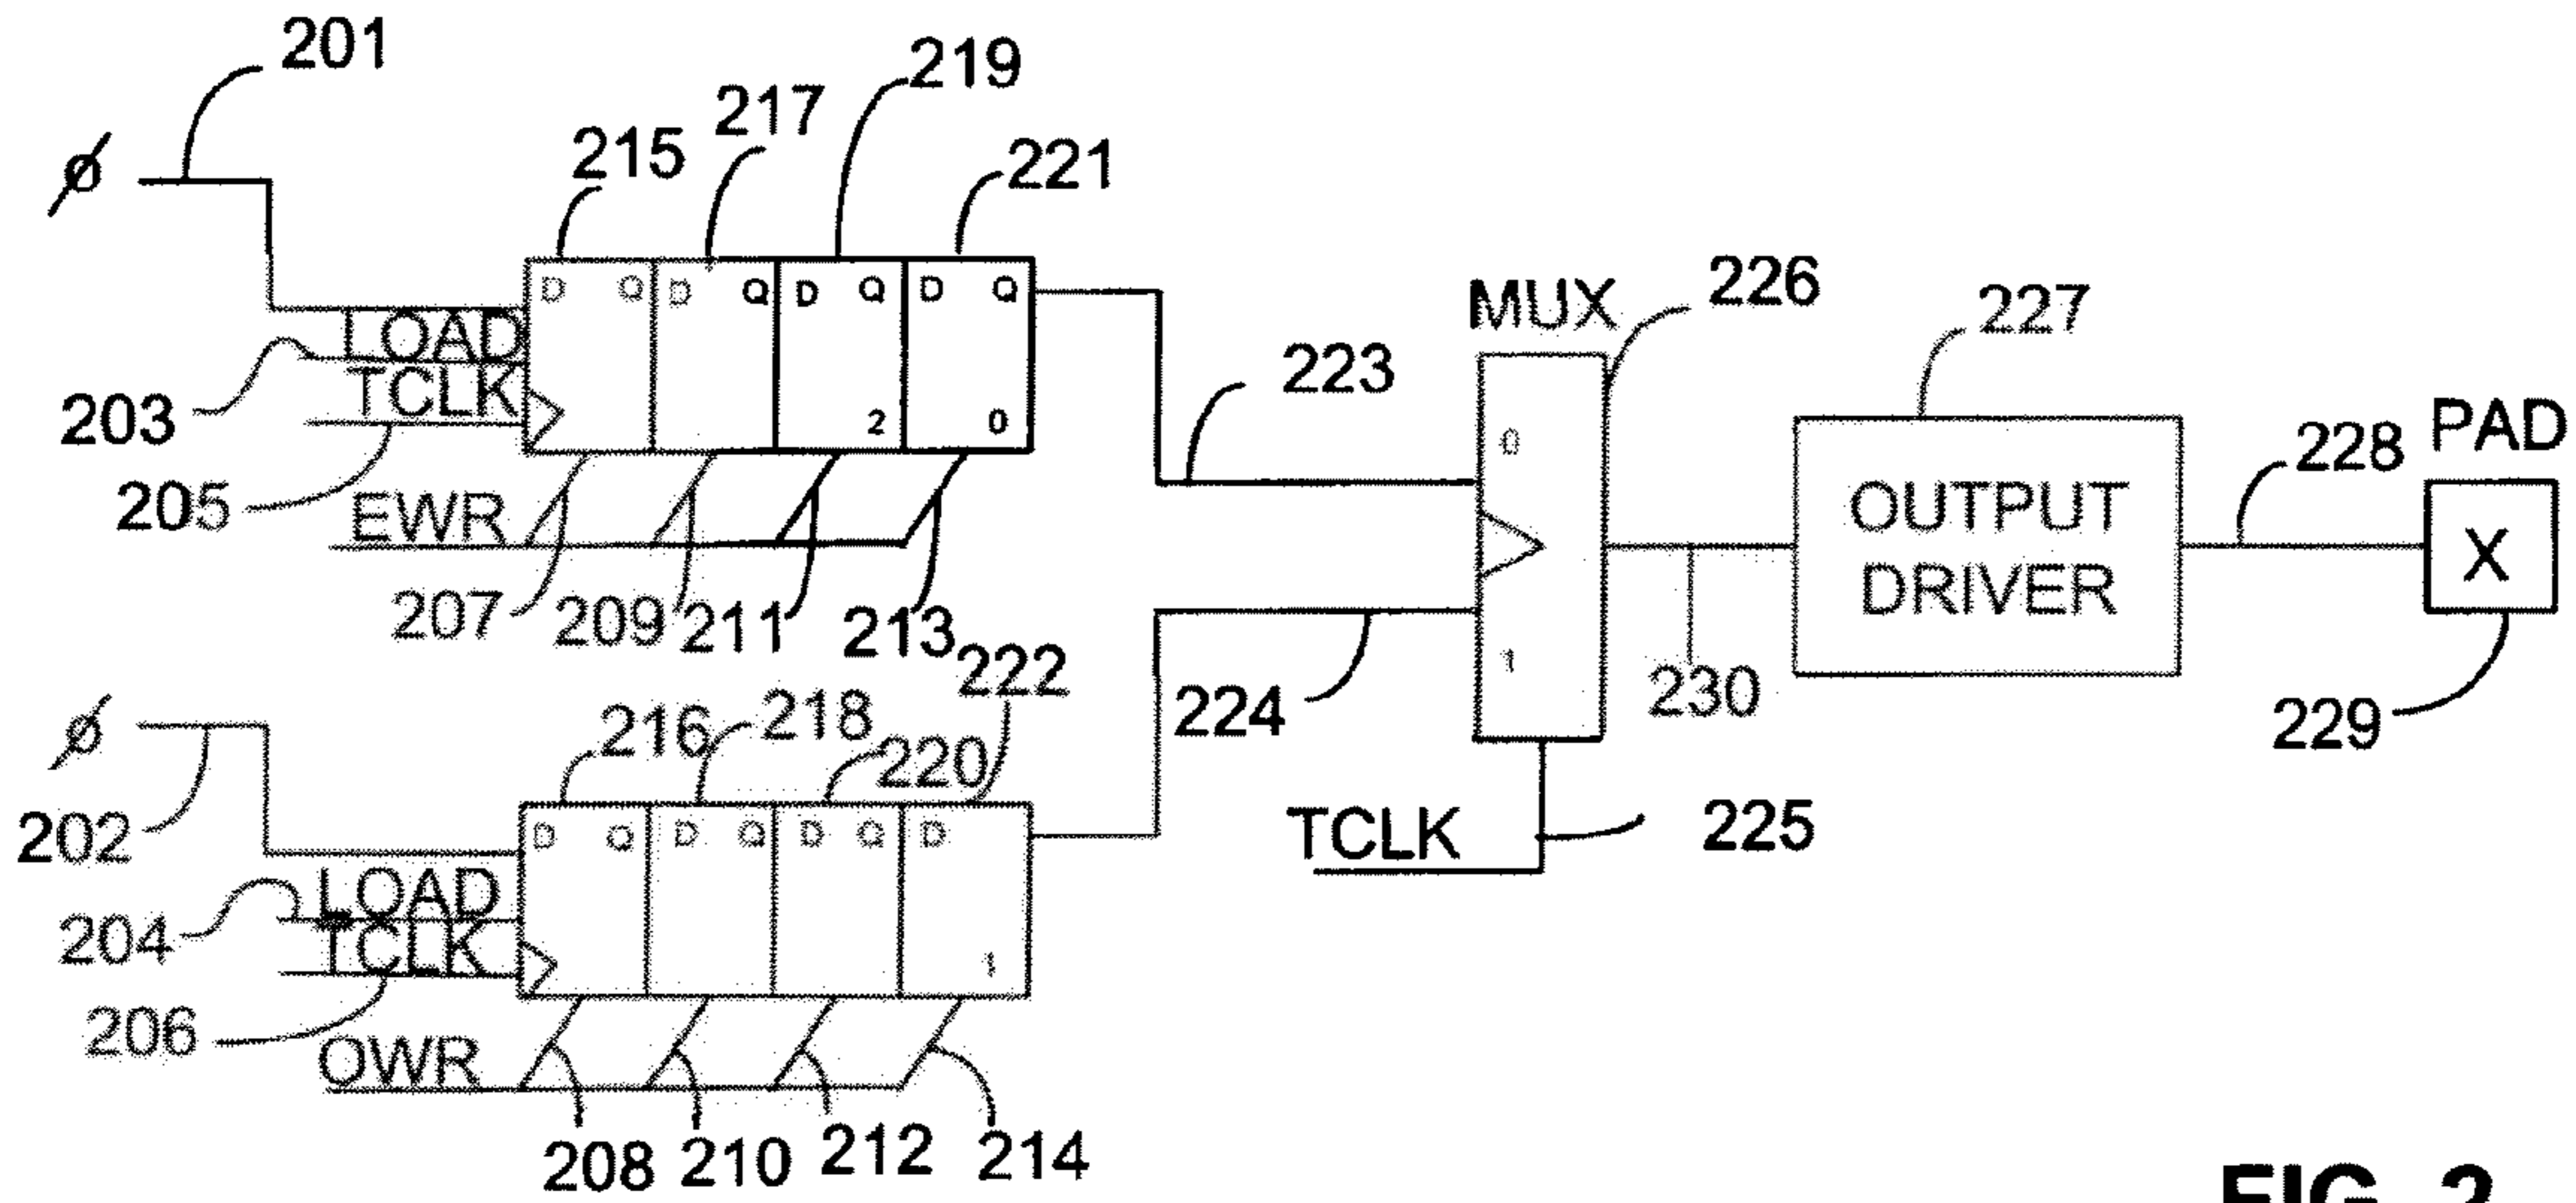 201
219
217
215
221
Ø
D Q D Q D Q D Q
LOAD
TCLK
2 0
203
205
EWR
207 209 211 213
MUX
226
227
223
0
1
OUTPUT
DRIVER
228
PAD
X
229
230
224
TCLK
225
Ø
202
216 218 220 222
D Q D Q D Q D
LOAD
TCLK
1
204
206
OWR
208 210 212 214
FIG. 2